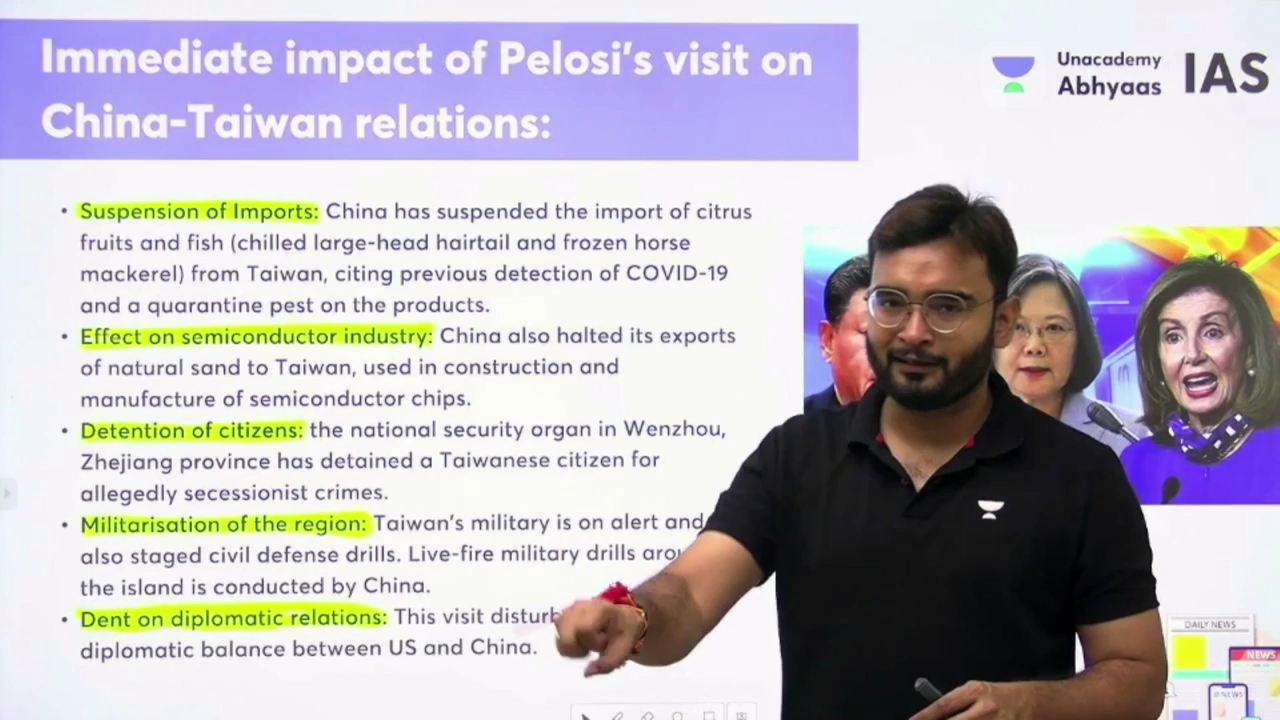 Immediate impact of Pelosi's visit on
China-Taiwan relations:
Unacademy
Abhyaas
IAS
• Suspension of Imports: China has suspended the import of citrus
fruits and fish (chilled large-head hairtail and frozen horse
mackerel) from Taiwan, citing previous detection of COVID-19
and a quarantine pest on the products.
• Effect on semiconductor industry: China also halted its exports
of natural sand to Taiwan, used in construction and
manufacture of semiconductor chips.
• Detention of citizens: the national security organ in Wenzhou,
Zhejiang province has detained a Taiwanese citizen for
allegedly secessionist crimes.
• Militarisation of the region: Taiwan's military is on alert and
also staged civil defense drills. Live-fire military drills
the island is conducted by China.
• Dent on diplomatic relations: This visit
diplomatic balance between US and China.
DAILY NEWS
NEWS